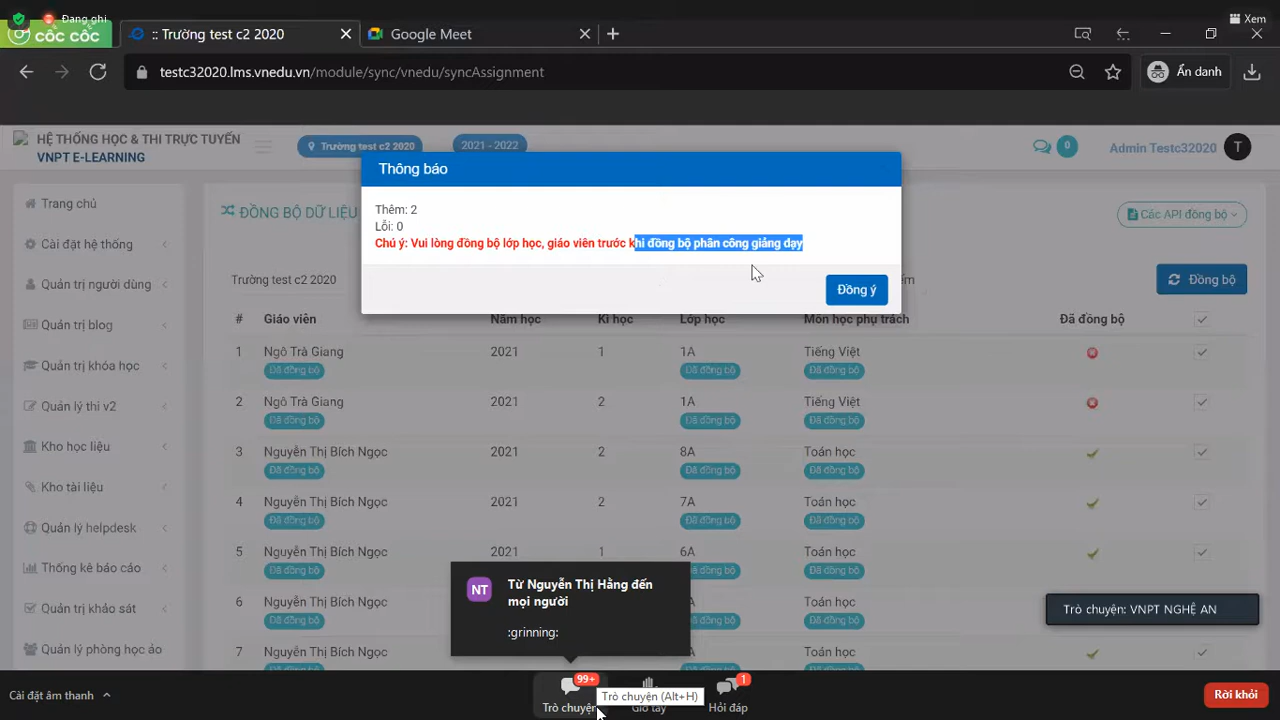 Đang ghi
Xem
cốc cốc
:: Trường test c2 2020
Google Meet
testc32020.lms.vnedu.vn/module/sync/vnedu/syncAssignment
Ẩn danh
HỆ THỐNG HỌC & THI TRỰC TUYẾN
VNPT E-LEARNING
Trường test c2 2020
2021 - 2022
0
Admin Testc32020
T
Thông báo
Thêm: 2
Lỗi: 0
Chú ý: Vui lòng đồng bộ lớp học, giáo viên trước khi đồng bộ phân công giảng dạy
Đồng ý
Trang chủ
Cài đặt hệ thống
Quản trị người dùng
Quản trị blog
Quản trị khóa học
Quản lý thi v2
Kho học liệu
Kho tài liệu
Quản lý helpdesk
Thống kê báo cáo
Quản trị khảo sát
Quản lý phòng học ảo
ĐỒNG BỘ DỮ LIỆU
Các API đồng bộ
Trường test c2 2020
Đồng bộ
# Giáo viên Năm học Kì học Lớp học Môn học phụ trách Đã đồng bộ
1 Ngô Trà Giang 2021 1 1A Tiếng Việt
Đã đồng bộ Đã đồng bộ Đã đồng bộ
2 Ngô Trà Giang 2021 2 1A Tiếng Việt
Đã đồng bộ Đã đồng bộ Đã đồng bộ
3 Nguyễn Thị Bích Ngọc 2021 2 8A Toán học
Đã đồng bộ Đã đồng bộ Đã đồng bộ
4 Nguyễn Thị Bích Ngọc 2021 2 7A Toán học
Đã đồng bộ Đã đồng bộ Đã đồng bộ
5 Nguyễn Thị Bích Ngọc 2021 1 6A Toán học
Đã đồng bộ Đã đồng bộ
6 Nguyễn Thị Bích Ngọc Toán học
Đã đồng bộ Đã đồng bộ
7 Nguyễn Thị Bích Ngọc Toán học
NT
Từ Nguyễn Thị Hằng đến
mọi người
:grinning:
Trò chuyện: VNPT NGHỆ AN
Cài đặt âm thanh
99+
Trò chuyện
Trò chuyện (Alt+H)
Giơ tay
1
Hỏi đáp
Rời khỏi